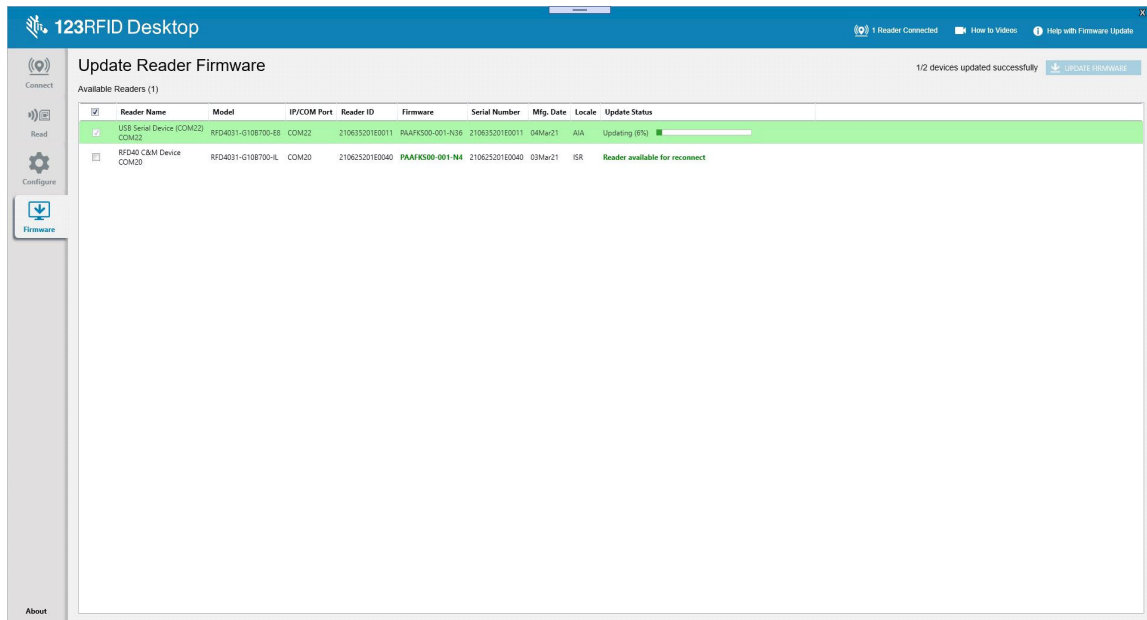 X
123RFID Desktop
1 Reader Connected
How to Videos
Help with Firmware Update
Connect
Read
Configure
Firmware
About
Update Reader Firmware
1/2 devices updated successfully
UPDATE FIRMWARE
Available Readers (1)
Reader Name Model IP/COM Port Reader ID Firmware Serial Number Mfg. Date Locale Update Status
USB Serial Device (COM22)
COM22 RFD4031-G10B700-E8 COM22 210635201E0011 PAAFKS00-001-N36 210635201E0011 04Mar21 AIA Updating (6%)
RFD40 C&M Device
COM20 RFD4031-G10B700-IL COM20 210625201E0040 PAAFKS00-001-N4 210625201E0040 03Mar21 ISR Reader available for reconnect